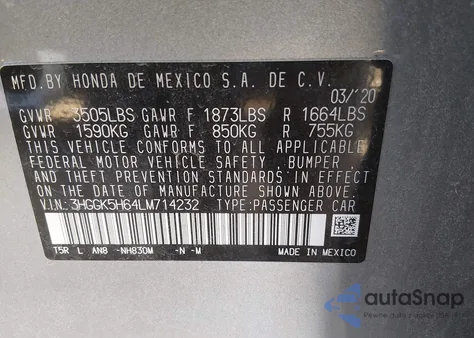 MFD.BY HONDA DE MEXICO S.A. DE C.V.
03/'20
GVWR 3505LBS GAWR F 1873LBS R 1664LBS
GVWR 1590KG GAWR F 850KG R 755KG
THIS VEHICLE CONFORMS TO ALL APPLICABLE
FEDERAL MOTOR VEHICLE SAFETY, BUMPER
AND THEFT PREVENTION STANDARDS IN EFFECT
ON THE DATE OF MANUFACTURE SHOWN ABOVE.
V.I.N: 3HGGK5H64LM714232 TYPE:PASSENGER CAR
T5R L AN8 -NH830M -N -M
MADE IN MEXICO
autoSnap